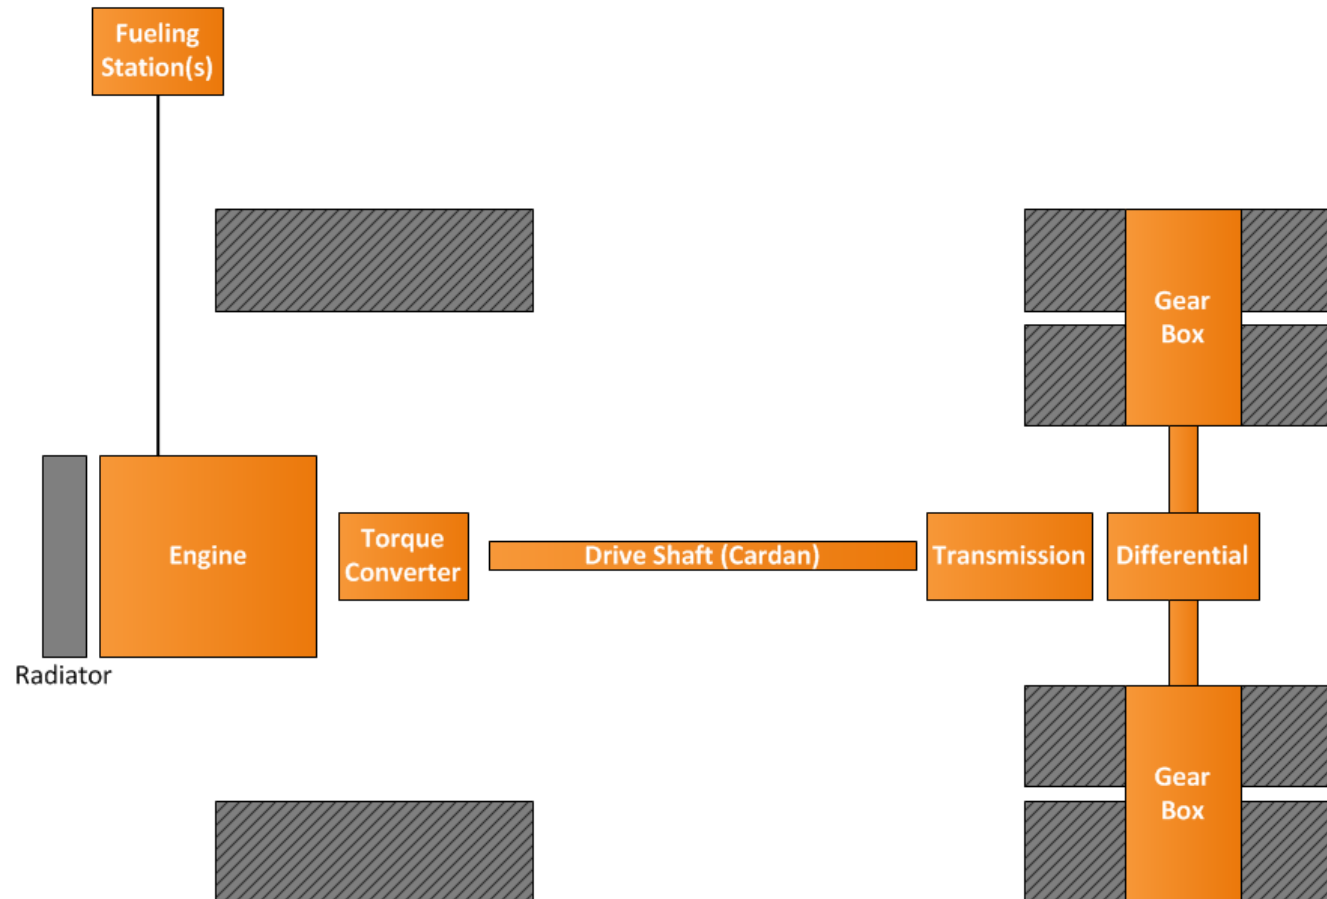 Fueling
Station(s)
Gear
Box
Engine
Torque
Converter
Drive Shaft (Cardan)
Transmission
Differential
Radiator
Gear
Box